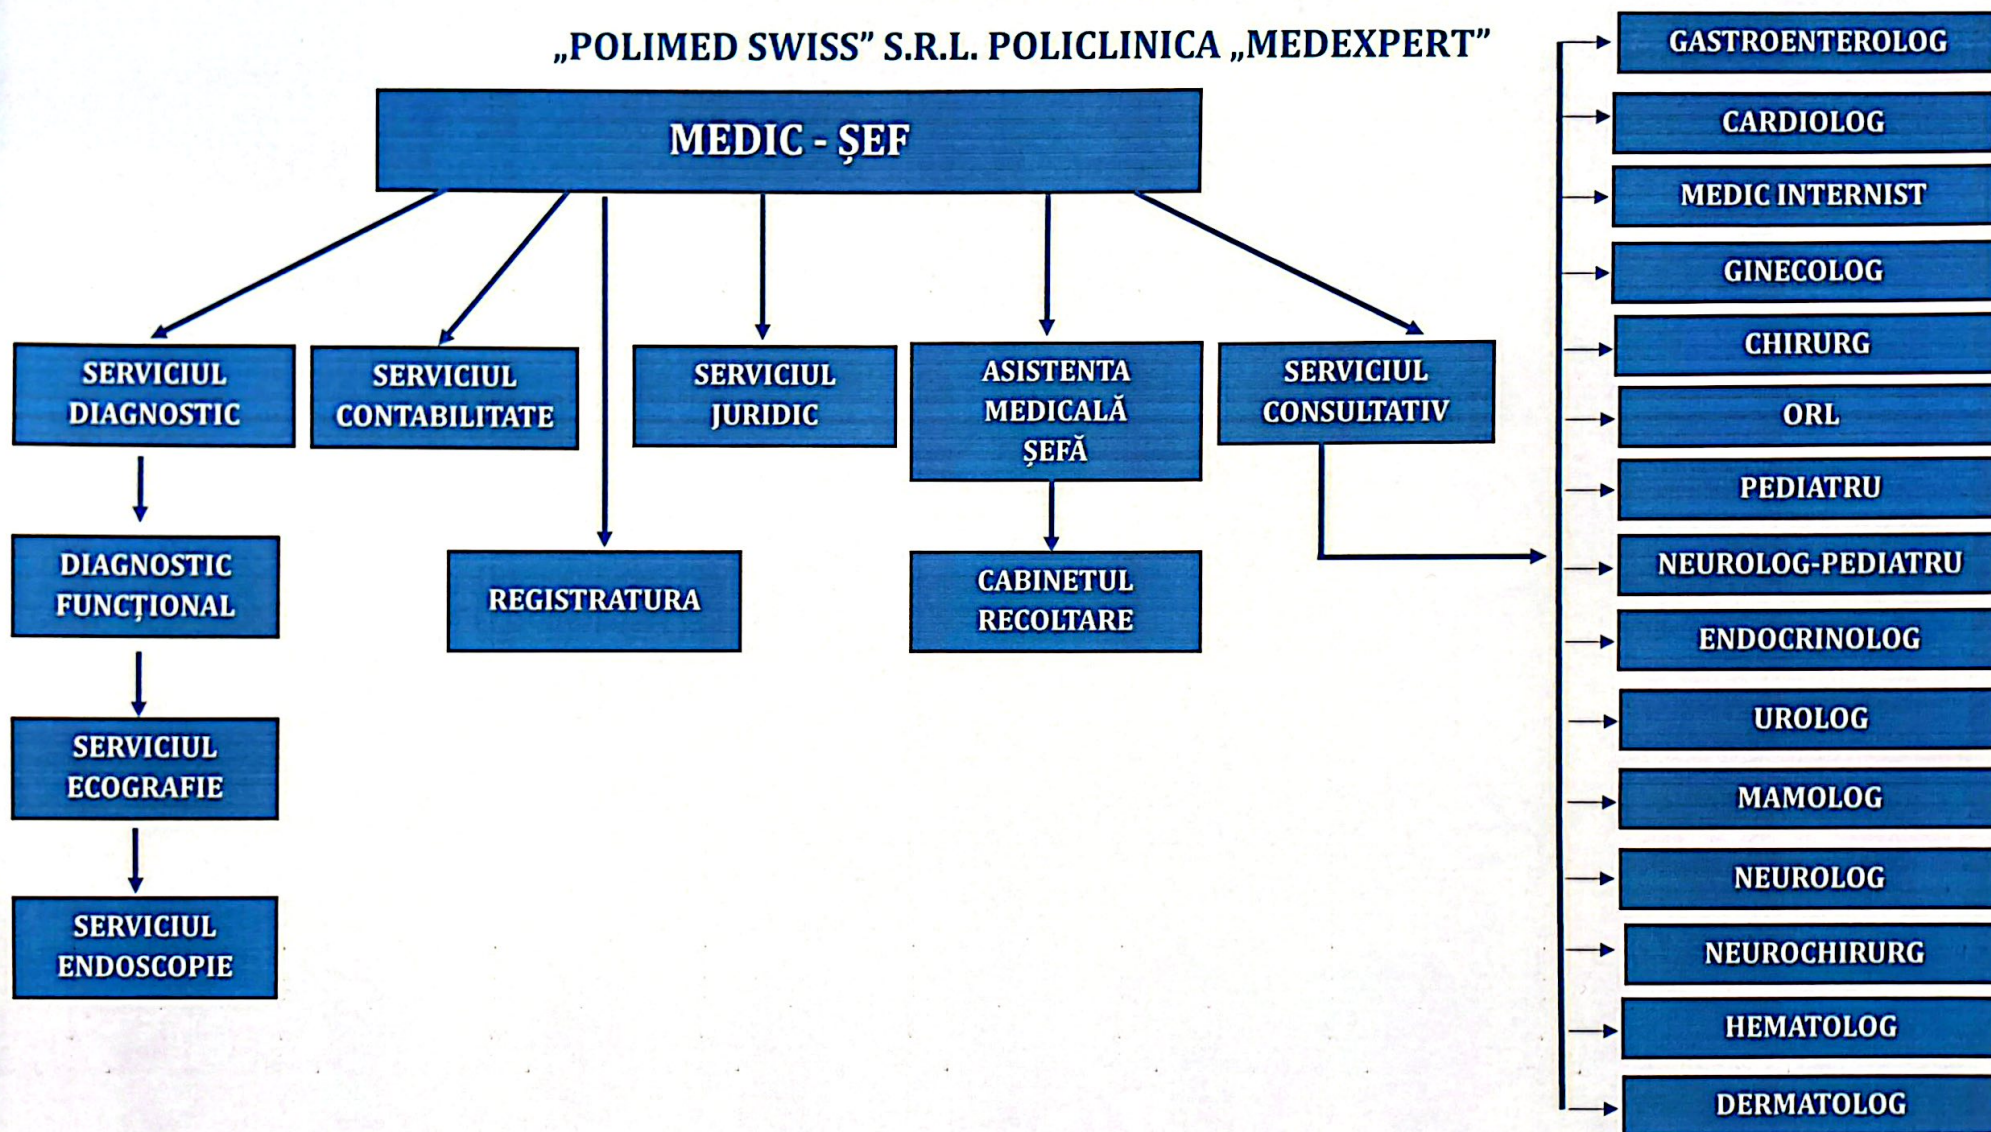 „POLIMED SWISS” S.R.L. POLICLINICA „MEDEXPERT”
MEDIC - ȘEF
SERVICIUL
DIAGNOSTIC
SERVICIUL
CONTABILITATE
SERVICIUL
JURIDIC
ASISTENTA
MEDICALĂ
ȘEFĂ
SERVICIUL
CONSULTATIV
DIAGNOSTIC
FUNCȚIONAL
REGISTRATURA
CABINETUL
RECOLTARE
SERVICIUL
ECOGRAFIE
SERVICIUL
ENDOSCOPIE
GASTROENTEROLOG
CARDIOLOG
MEDIC INTERNIST
GINECOLOG
CHIRURG
ORL
PEDIATRU
NEUROLOG-PEDIATRU
ENDOCRINOLOG
UROLOG
MAMOLOG
NEUROLOG
NEUROCHIRURG
HEMATOLOG
DERMATOLOG